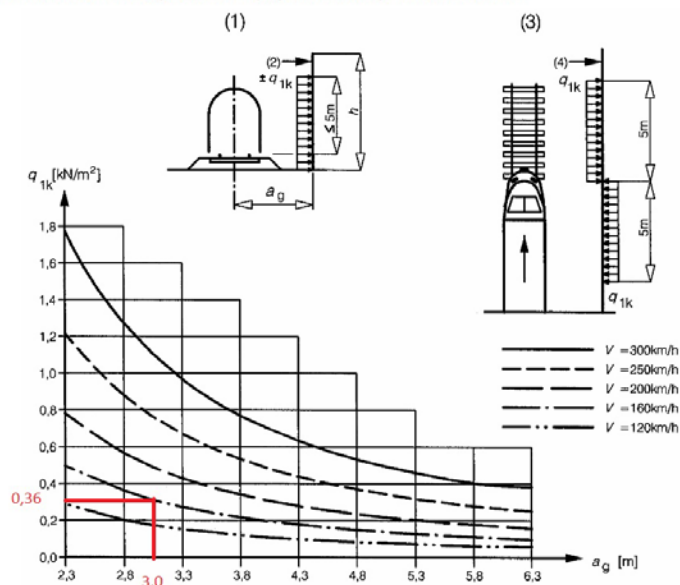 (1)
(3)
(2)
± q1k
≤ 5m
h
ag
(4)
q1k
5m
5m
q1k
q1k[kN/m²]
1,8
1,6
1,4
1,2
1,0
0,8
0,6
0,4
0,36
0,2
0,0
2,3
2,8
3,0
3,3
3,8
4,3
4,8
5,3
5,8
6,3
ag [m]
V =300km/h
V =250km/h
V =200km/h
V =160km/h
V =120km/h